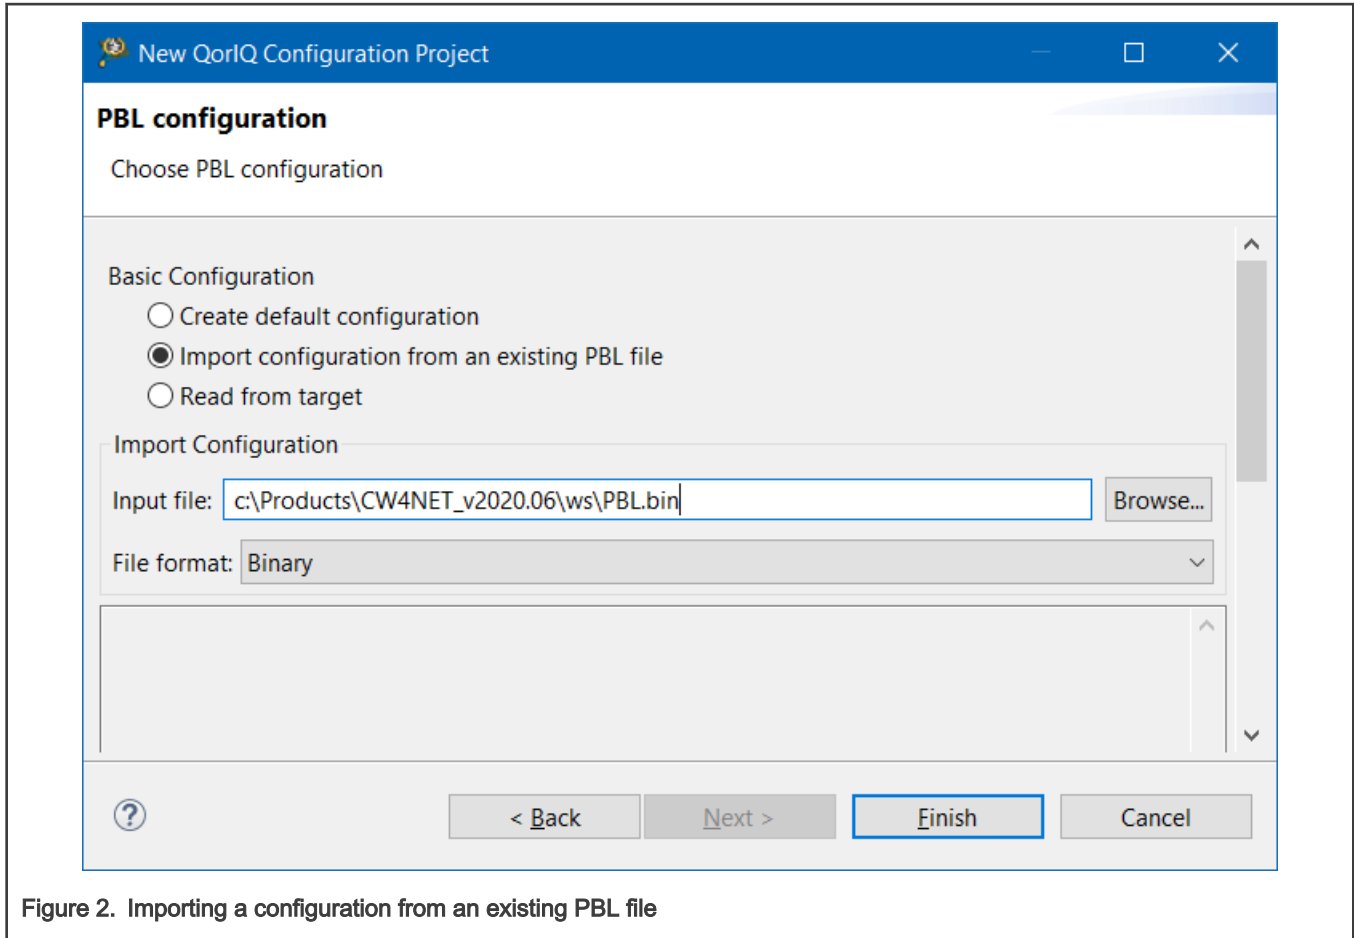 New QorIQ Configuration Project
PBL configuration
Choose PBL configuration
Basic Configuration
Create default configuration
Import configuration from an existing PBL file
Read from target
Import Configuration
Input file: c:\Products\CW4NET_v2020.06\ws\PBL.bin Browse...
File format: Binary
? < Back Next > Finish Cancel
Figure 2. Importing a configuration from an existing PBL file